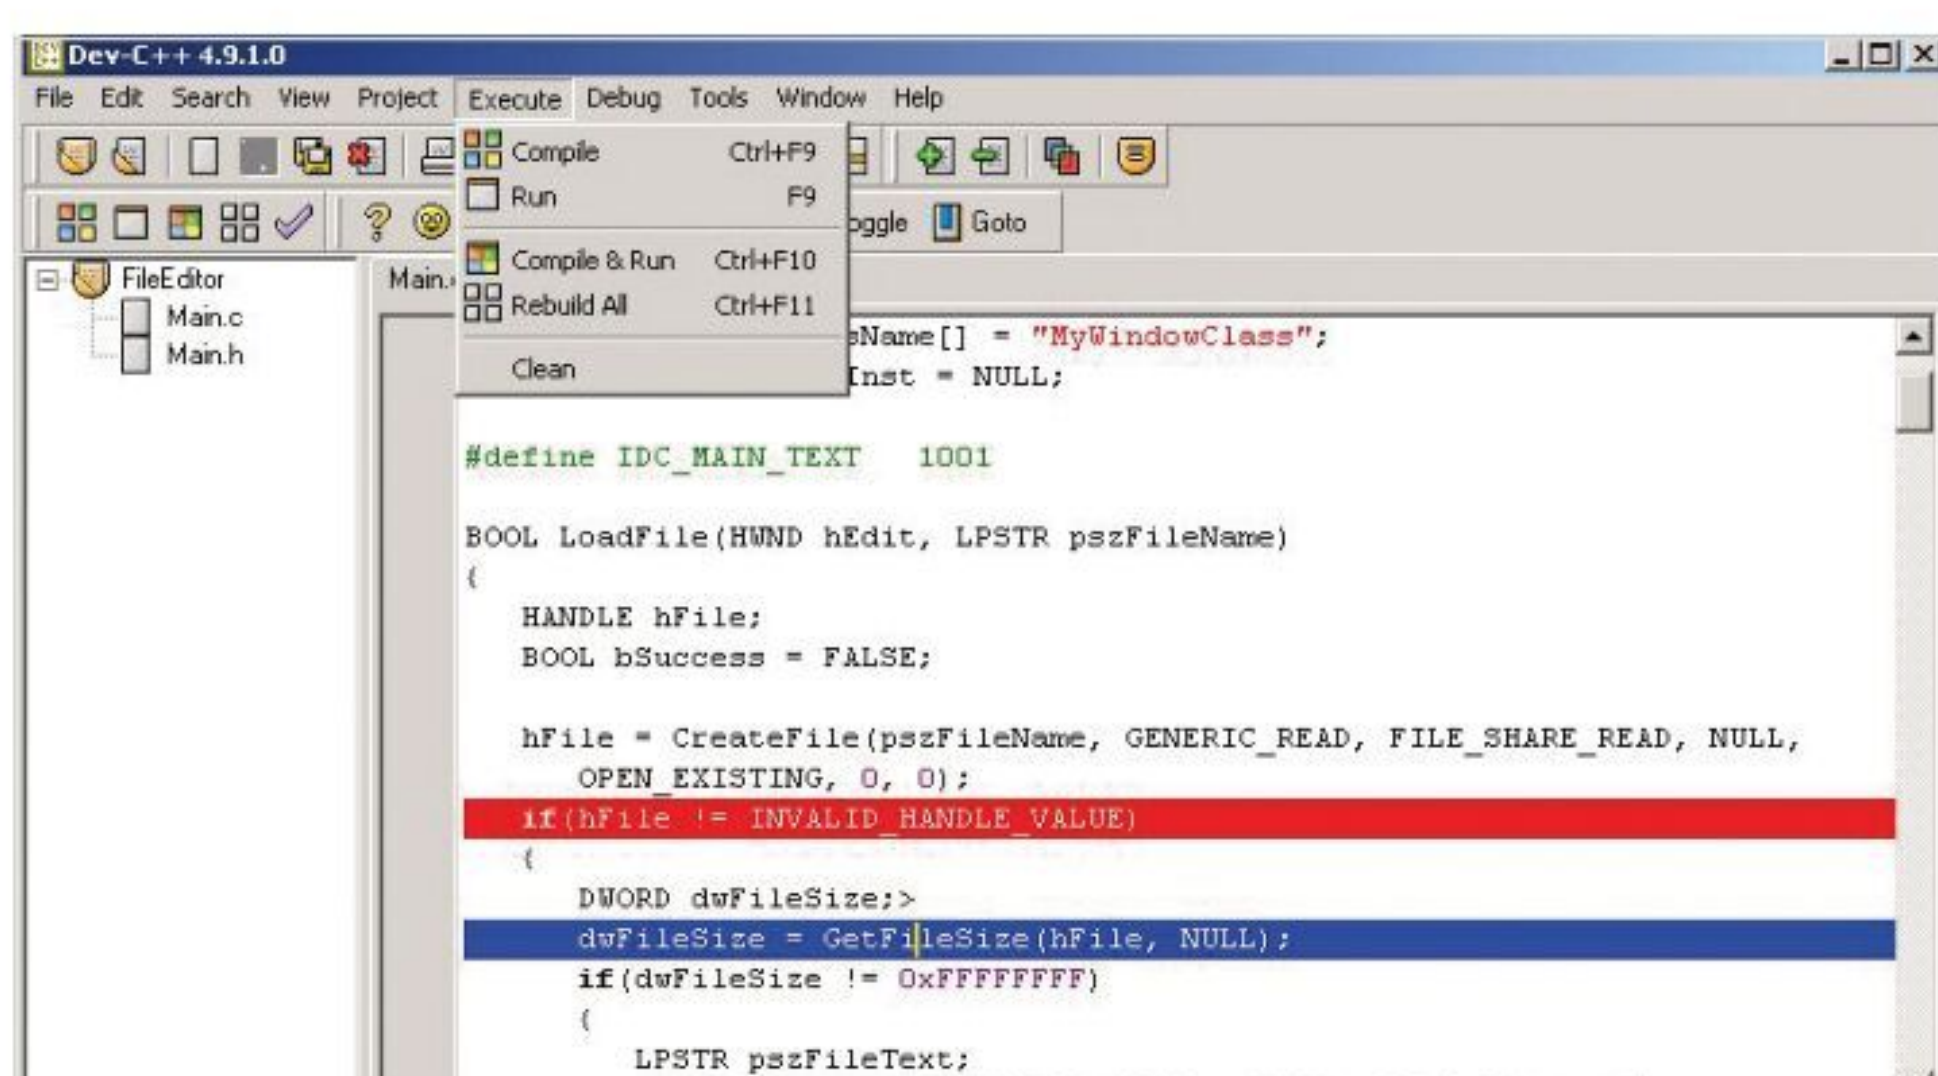 Dev-C++ 4.9.1.0
File Edit Search View Project Execute Debug Tools Window Help
Compile Ctrl+F9
Run F9
oggle Goto
Compile & Run Ctrl+F10
Rebuild All Ctrl+F11
Clean
FileEditor
Main.c
Main.h
Main.
sName[] = "MyWindowClass";
Inst = NULL;
#define IDC_MAIN_TEXT 1001
BOOL LoadFile(HWND hEdit, LPSTR pszFileName)
{
HANDLE hFile;
BOOL bSuccess = FALSE;
hFile = CreateFile(pszFileName, GENERIC_READ, FILE_SHARE_READ, NULL,
OPEN_EXISTING, 0, 0);
if(hFile != INVALID_HANDLE_VALUE)
{
DWORD dwFileSize;>
dwFileSize = GetFileSize(hFile, NULL);
if(dwFileSize != 0xFFFFFFFF)
{
LPSTR pszFileText;